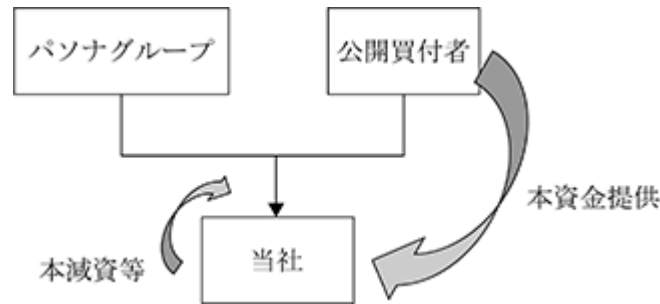 パソナグループ
公開買付者
本資金提供
本減資等
当社